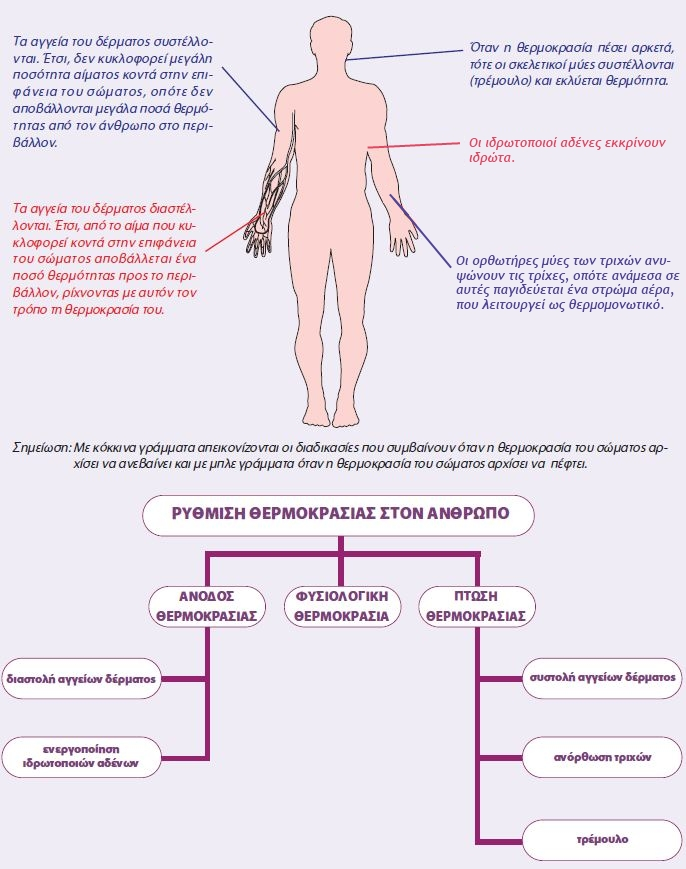 Τα αγγεία του δέρματος συστέλλο-
νται. Έτσι, δεν κυκλοφορεί μεγάλη
ποσότητα αίματος κοντά στην επι-
φάνεια του σώματος, οπότε δεν
αποβάλλονται μεγάλα ποσά θερμό-
τητας από τον άνθρωπο στο περι-
βάλλον.
Όταν η θερμοκρασία πέσει αρκετά,
τότε οι σκελετικοί μύες συστέλλονται
(τρέμουλο) και εκλύεται θερμότητα.
Οι ιδρωτοποιοί αδένες εκκρίνουν
ιδρώτα.
Τα αγγεία του δέρματος διαστέλ-
λονται. Έτσι, από το αίμα που κυ-
κλοφορεί κοντά στην επιφάνεια
του σώματος αποβάλλεται ένα
ποσό θερμότητας προς το περι-
βάλλον, ρίχνοντας με αυτόν τον
τρόπο τη θερμοκρασία του.
Οι ορθωτήρες μύες των τριχών ανυ-
ψώνουν τις τρίχες, οπότε ανάμεσα σε
αυτές παγιδεύεται ένα στρώμα αέρα,
που λειτουργεί ως θερμομονωτικό.
Σημείωση: Με κόκκινα γράμματα απεικονίζονται οι διαδικασίες που συμβαίνουν όταν η θερμοκρασία του σώματος αρ-
χίσει να ανεβαίνει και με μπλε γράμματα όταν η θερμοκρασία του σώματος αρχίσει να πέφτει.
ΡΥΘΜΙΣΗ ΘΕΡΜΟΚΡΑΣΙΑΣ ΣΤΟΝ ΑΝΘΡΩΠΟ
ΑΝΟΔΟΣ
ΘΕΡΜΟΚΡΑΣΙΑΣ
ΦΥΣΙΟΛΟΓΙΚΗ
ΘΕΡΜΟΚΡΑΣΙΑ
ΠΤΩΣΗ
ΘΕΡΜΟΚΡΑΣΙΑΣ
διαστολή αγγείων δέρματος
συστολή αγγείων δέρματος
ενεργοποίηση
ιδρωτοποιών αδένων
ανόρθωση τριχών
τρέμουλο